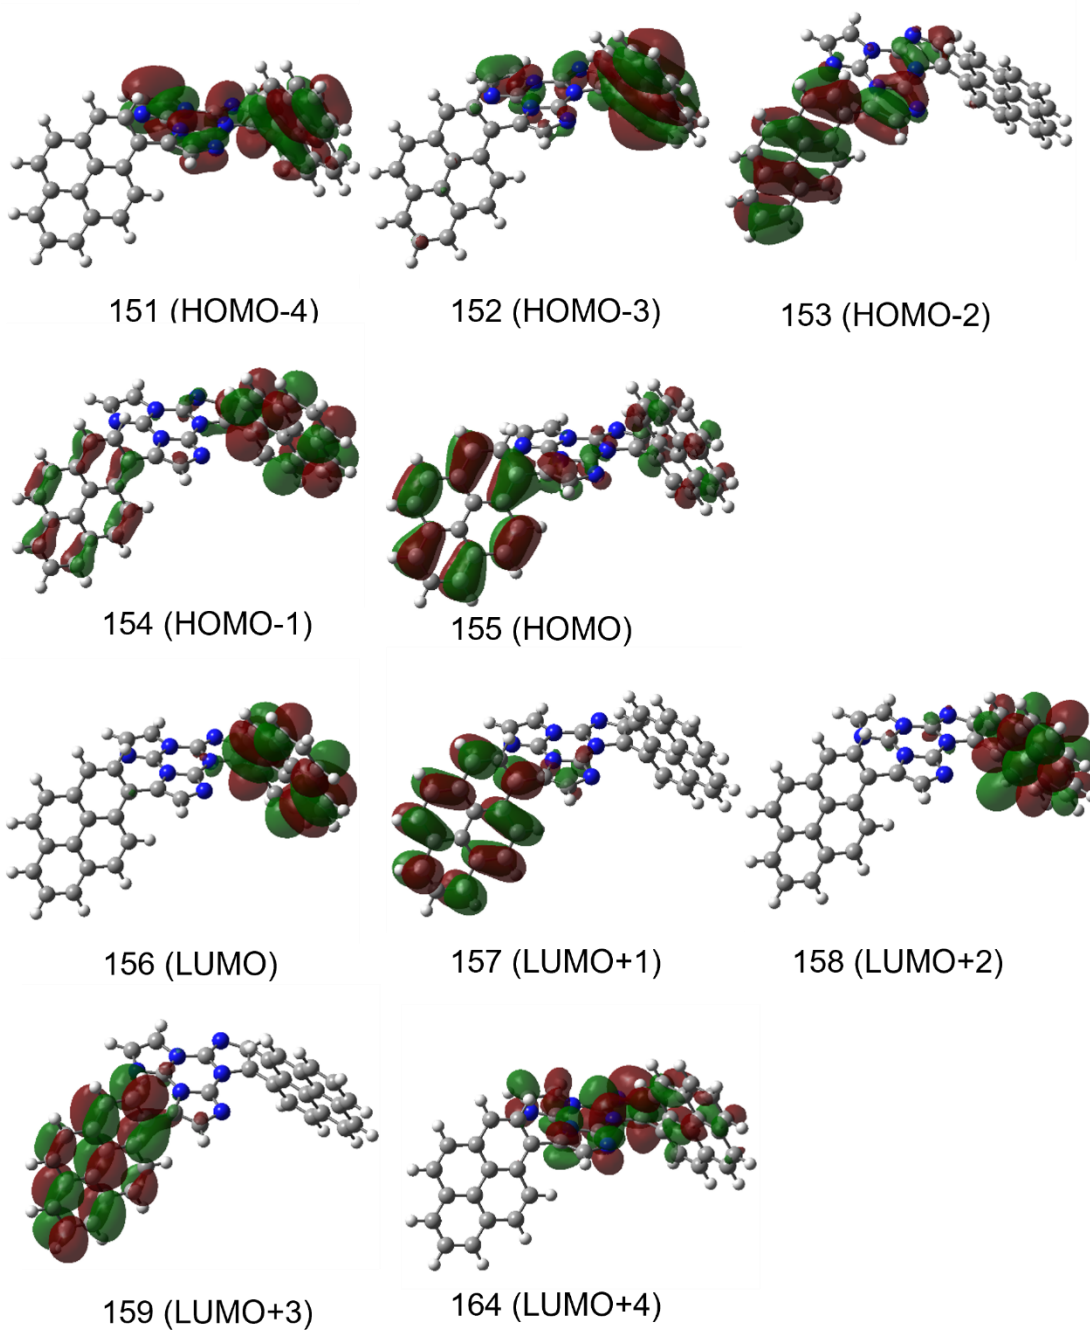 151 (HOMO-4)
152 (HOMO-3)
153 (HOMO-2)
154 (HOMO-1)
155 (HOMO)
156 (LUMO)
157 (LUMO+1)
158 (LUMO+2)
159 (LUMO+3)
164 (LUMO+4)